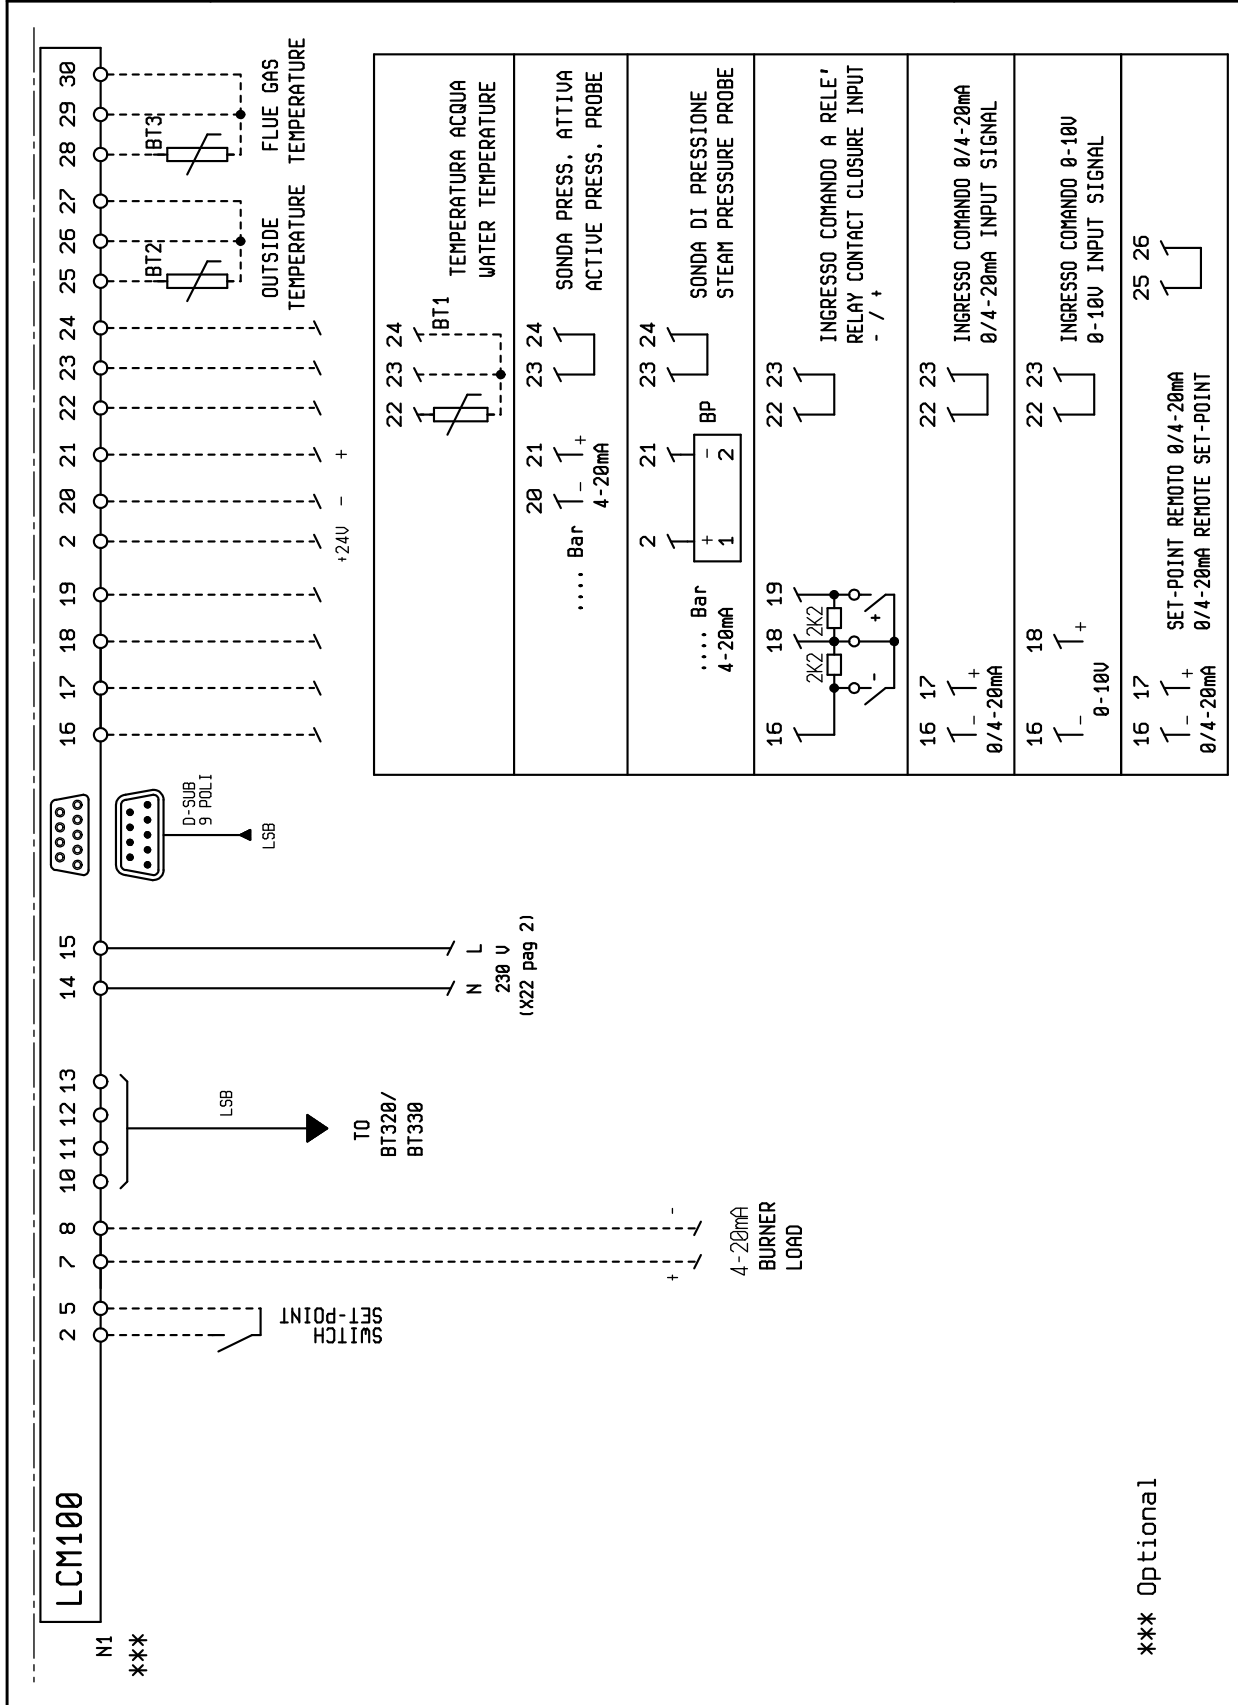 LCM100
N1
***
2 5 7 8 10 11 12 13 14 15 16 17 18 19 2 20 21 22 23 24 25 26 27 28 29 30
SWITCH
SET-POINT
+ -
4-20mA
BURNER
LOAD
LSB
TO
BT320/
BT330
N L
230 V
(X22 pag 2)
D-SUB
9 POLI
LSB
+24V - +
BT2
OUTSIDE
TEMPERATURE
BT3
FLUE GAS
TEMPERATURE
22 23 24
BT1
TEMPERATURA ACQUA
WATER TEMPERATURE
20 21 23 24
- +
.... Bar
4-20mA
SONDA PRESS. ATTIVA
ACTIVE PRESS. PROBE
2 21 23 24
+ -
1 2
BP
.... Bar
4-20mA
SONDA DI PRESSIONE
STEAM PRESSURE PROBE
16 18 19 22 23
2K2 2K2
- +
INGRESSO COMANDO A RELE'
RELAY CONTACT CLOSURE INPUT
- / +
16 17 22 23
- +
0/4-20mA
INGRESSO COMANDO 0/4-20mA
0/4-20mA INPUT SIGNAL
16 18 22 23
- +
0-10V
INGRESSO COMANDO 0-10V
0-10V INPUT SIGNAL
16 17 25 26
- +
0/4-20mA
SET-POINT REMOTO 0/4-20mA
0/4-20mA REMOTE SET-POINT
*** Optional